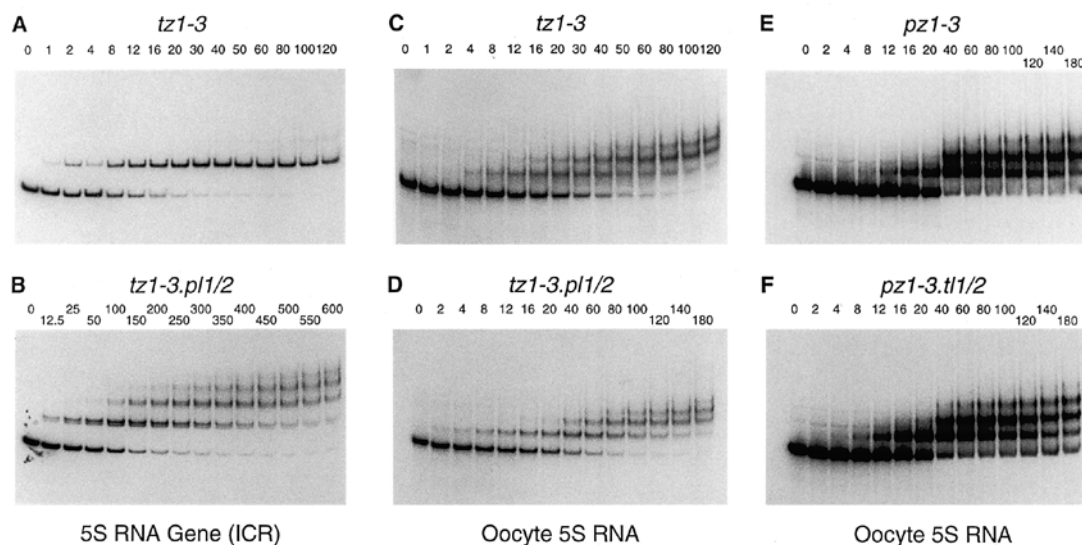 A tz1-3
0 1 2 4 8 12 16 20 30 40 50 60 80 100 120
C tz1-3
0 1 2 4 8 12 16 20 30 40 50 60 80 100 120
E pz1-3
0 2 4 8 12 16 20 40 60 80 100 140
120 180
B tz1-3.pl1/2
0 25 100 200 300 400 500 600
12.5 50 150 250 350 450 550
D tz1-3.pl1/2
0 2 4 8 12 16 20 40 60 80 100 140
120 180
F pz1-3.tl1/2
0 2 4 8 12 16 20 40 60 80 100 140
120 180
5S RNA Gene (ICR)
Oocyte 5S RNA
Oocyte 5S RNA